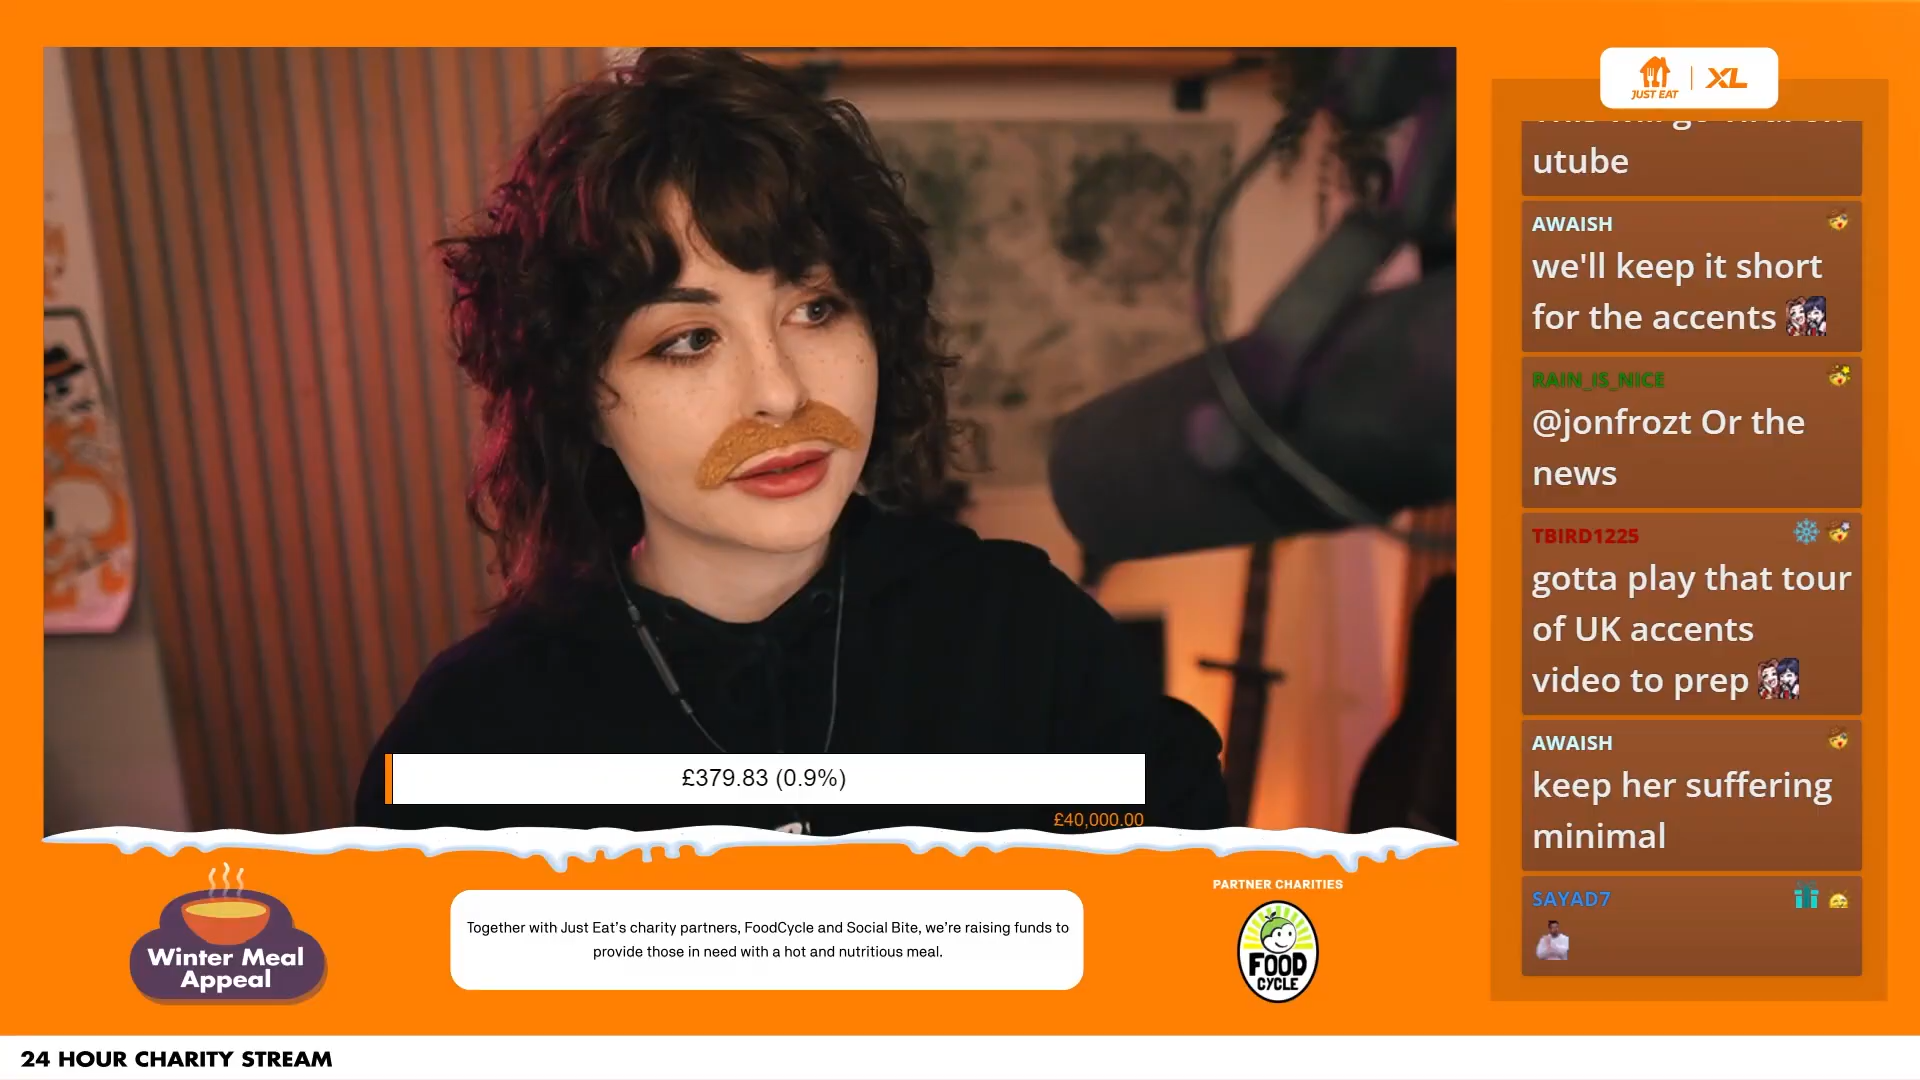 JUST EAT
XL
utube
AWAISH
we'll keep it short
for the accents
RAIN_IS_NICE
@jonfrozt Or the
news
TBIRD1225
gotta play that tour
of UK accents
video to prep
AWAISH
keep her suffering
minimal
SAYAD7
£379.83 (0.9%)
£40,000.00
Winter Meal
Appeal
Together with Just Eat’s charity partners, FoodCycle and Social Bite, we’re raising funds to
provide those in need with a hot and nutritious meal.
PARTNER CHARITIES
FOOD
CYCLE
24 HOUR CHARITY STREAM